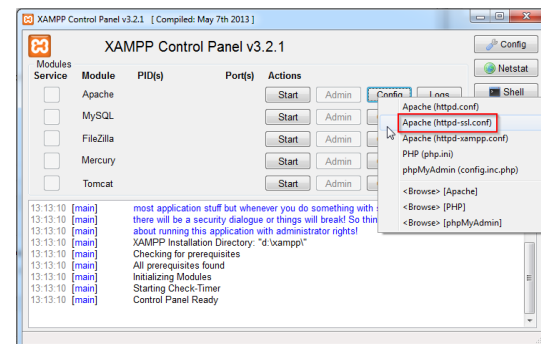 XAMPP Control Panel v3.2.1 [ Compiled: May 7th 2013 ]
XAMPP Control Panel v3.2.1
Config
Netstat
Shell
Modules
Service Module PID(s) Port(s) Actions
Apache Start Admin Config Logs
MySQL Start Admin
FileZilla Start Admin
Mercury Start Admin
Tomcat Start Admin
Apache (httpd.conf)
Apache (httpd-ssl.conf)
Apache (httpd-xampp.conf)
PHP (php.ini)
phpMyAdmin (config.inc.php)
<Browse> [Apache]
<Browse> [PHP]
<Browse> [phpMyAdmin]
13:13:10 [main] most application stuff but whenever you do something with
13:13:10 [main] there will be a security dialogue or things will break! So thin
13:13:10 [main] about running this application with administrator rights!
13:13:10 [main] XAMPP Installation Directory: "d:\xampp\"
13:13:10 [main] Checking for prerequisites
13:13:10 [main] All prerequisites found
13:13:10 [main] Initializing Modules
13:13:10 [main] Starting Check-Timer
13:13:10 [main] Control Panel Ready